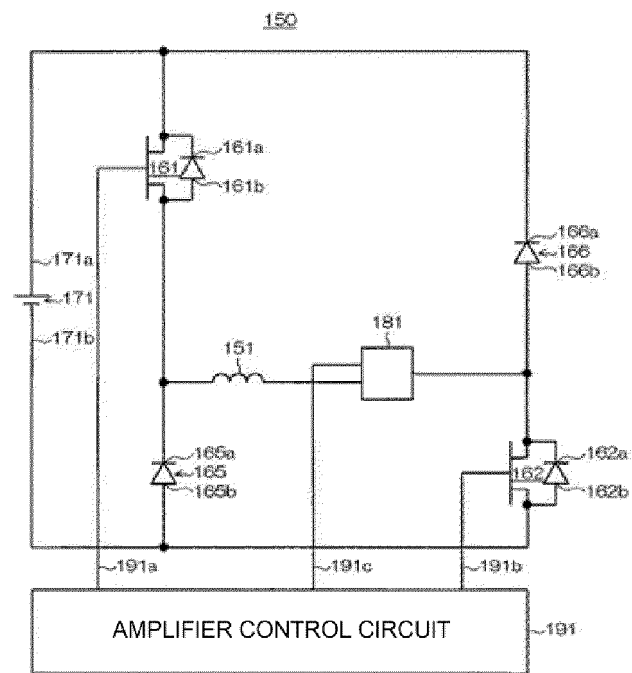 150
161a
161
161b
171a
171
171b
166a
166
166b
181
151
165a
165
165b
162a
162
162b
191a
191c
191b
AMPLIFIER CONTROL CIRCUIT
191